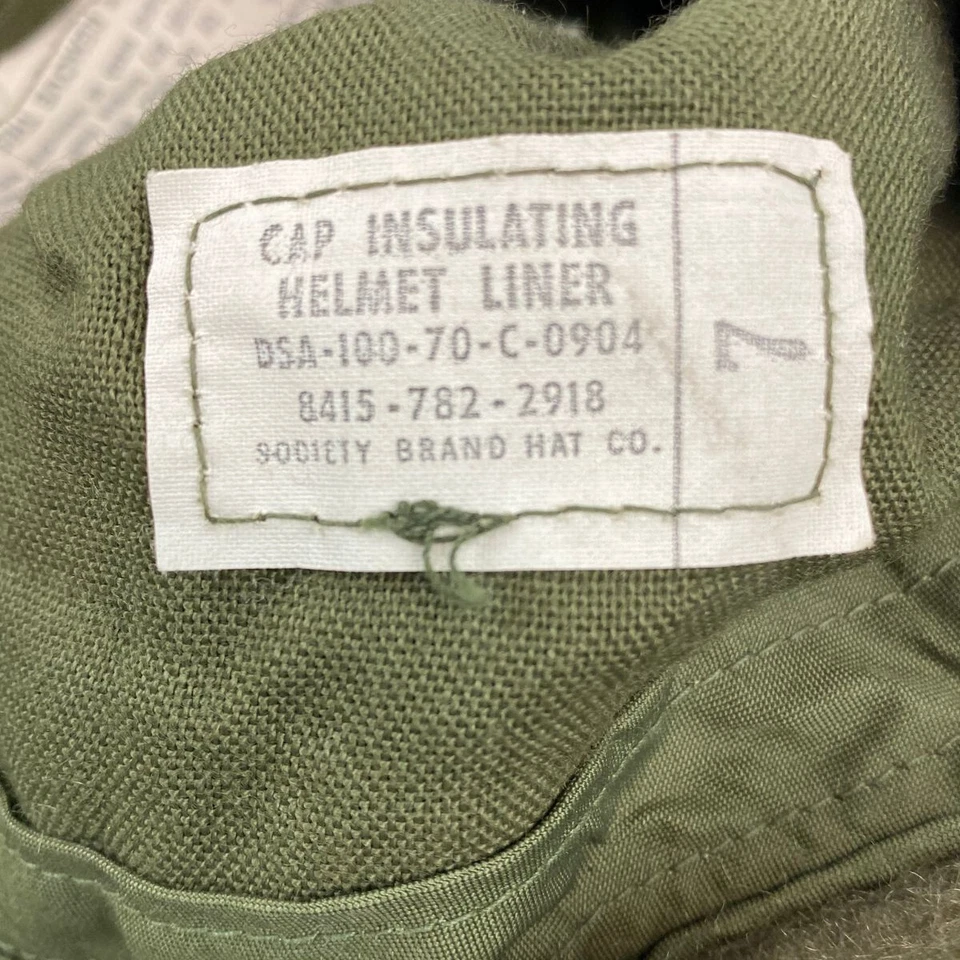 CAP INSULATING
HELMET LINER
DSA-100-70-C-0904
8415-782-2918
SOCIETY BRAND HAT CO.
7